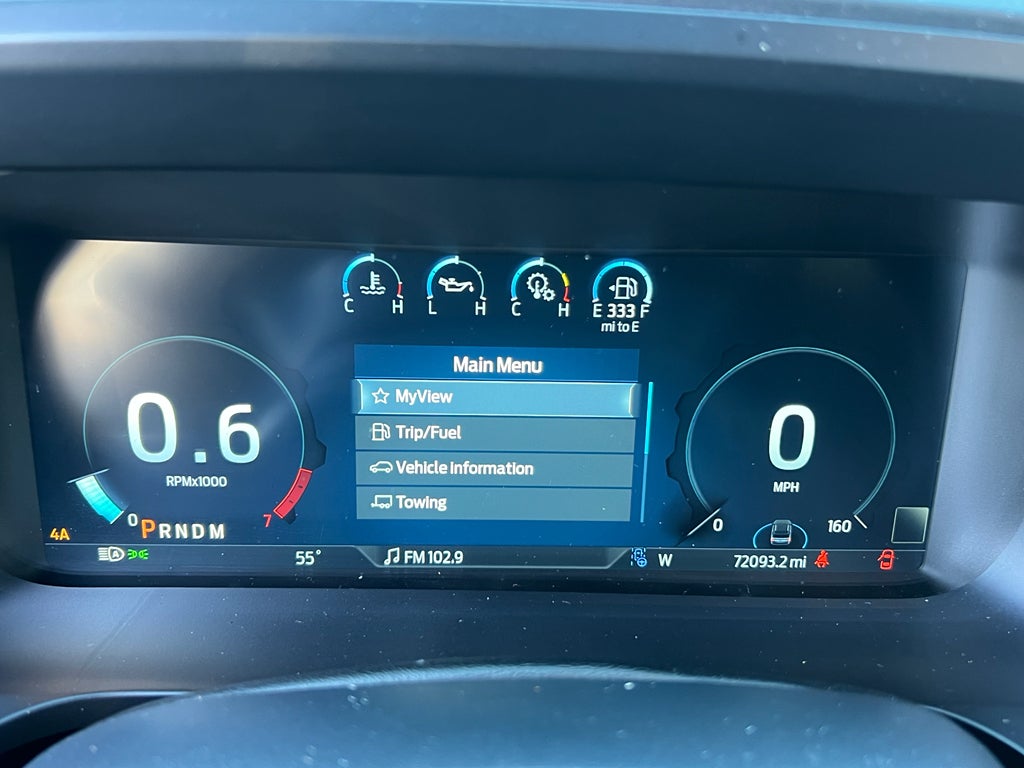 C H
L H
C H
E 333 F
mi to E
Main Menu
MyView
Trip/Fuel
Vehicle Information
Towing
0.6
RPMx1000
0
7
PRNDM
4A
A
55°
FM 102.9
0
MPH
0
160
W
72093.2 mi